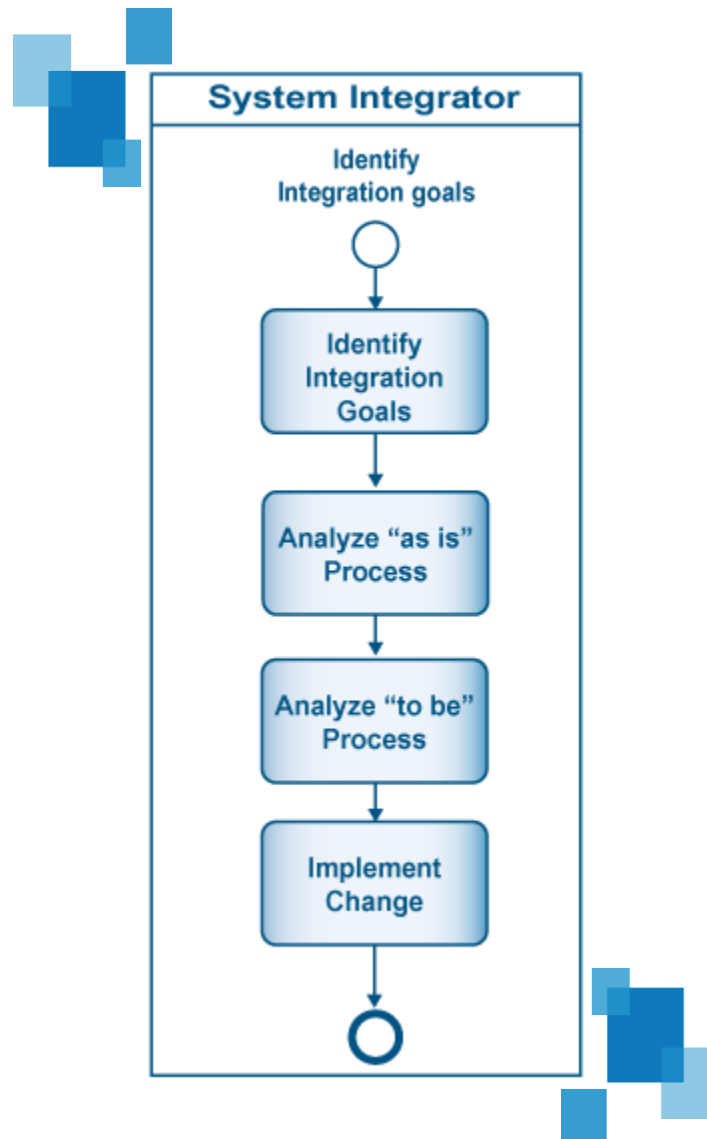 System Integrator
Identify
Integration goals
Identify
Integration
Goals
Analyze “as is”
Process
Analyze “to be”
Process
Implement
Change